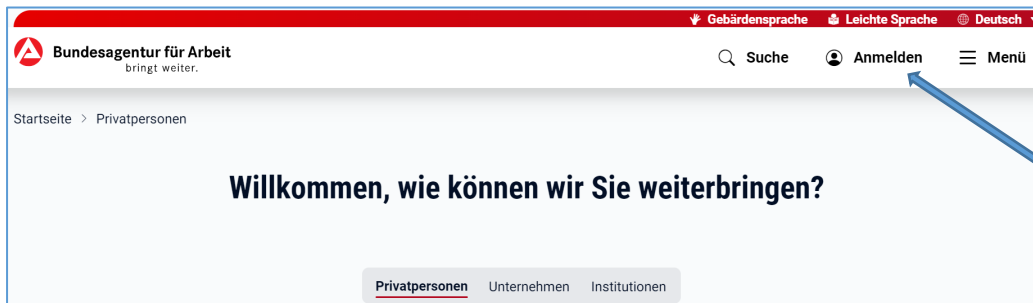 Gebärdensprache Leichte Sprache Deutsch
Bundesagentur für Arbeit
bringt weiter.
Suche Anmelden Menü
Startseite > Privatpersonen
Willkommen, wie können wir Sie weiterbringen?
Privatpersonen Unternehmen Institutionen